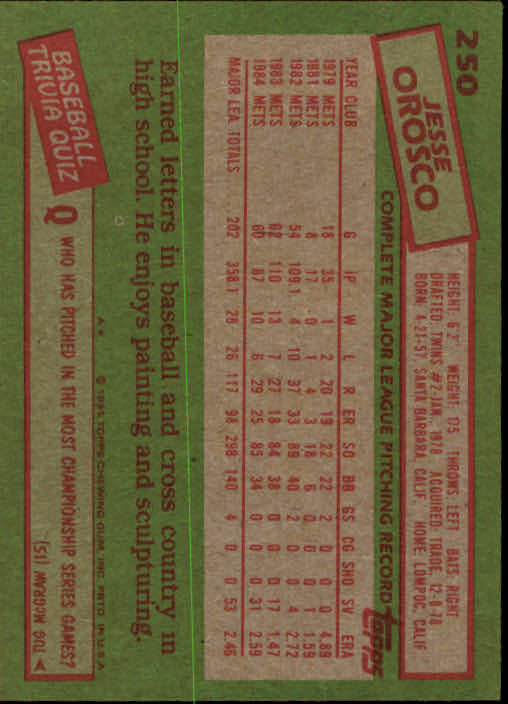 250
JESSE
OROSCO
HEIGHT: 6'2" WEIGHT: 175 THROWS: LEFT BATS: RIGHT
DRAFTED: TWINS #2-JAN., 1978 ACQUIRED: TRADE, 12-8-78
BORN: 4-21-57 SANTA BARBARA, CALIF. HOME: LOMPOC, CALIF.
COMPLETE MAJOR LEAGUE PITCHING RECORD topps
YEAR CLUB G IP W L R ER SO BB GS CG SHO SV ERA
1979 METS 18 35 1 2 20 19 22 22 2 0 0 0 4.89
1981 METS 8 17 0 1 4 3 18 6 0 0 0 1 1.59
1982 METS 54 109.1 4 10 37 33 89 40 2 0 0 4 2.72
1983 METS 62 110 13 7 27 18 84 38 0 0 0 17 1.47
1984 METS 60 87 10 6 29 25 85 34 0 0 0 31 2.59
MAJOR LEA. TOTALS 202 358.1 28 26 117 98 298 140 4 0 0 53 2.46
Earned letters in baseball and cross country in
high school. He enjoys painting and sculpturing.
A* © 1985 TOPPS CHEWING GUM, INC. PRTD. IN U.S.A.
BASEBALL
TRIVIA QUIZ
Q WHO HAS PITCHED IN THE MOST CHAMPIONSHIP SERIES GAMES?
TUG McGRAW (15)